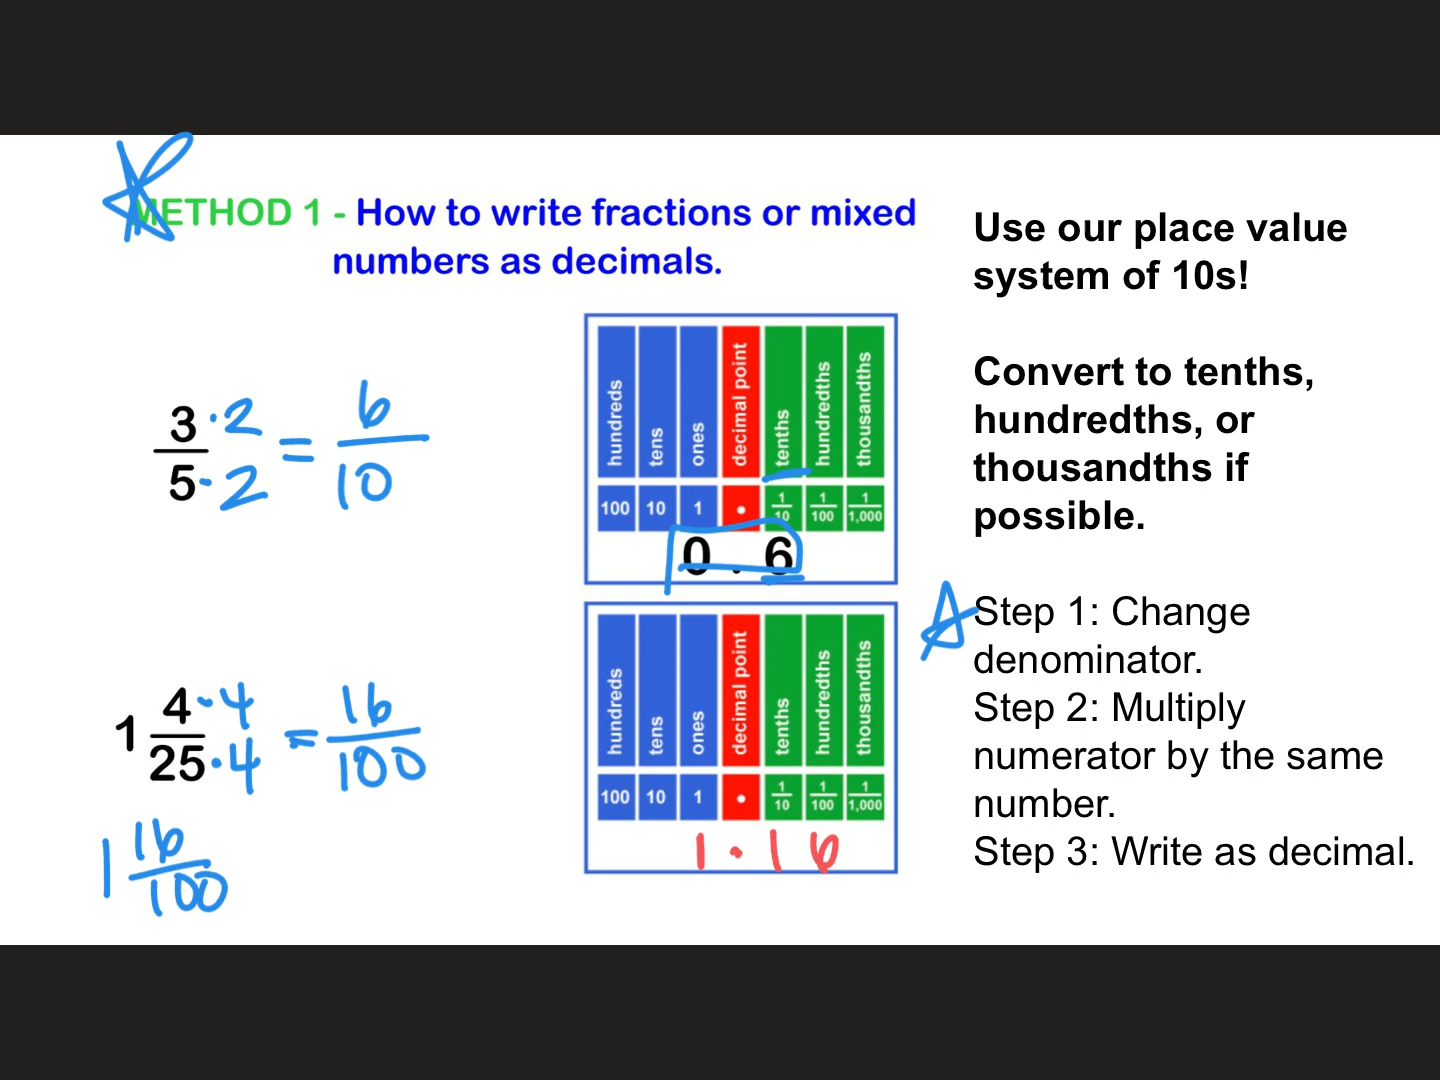 METHOD 1 - How to write fractions or mixed
numbers as decimals.
Use our place value
system of 10s!
Convert to tenths,
hundredths, or
thousandths if
possible.
Step 1: Change
denominator.
Step 2: Multiply
numerator by the same
number.
Step 3: Write as decimal.
3 · 2 = 6
5 · 2 10
hundreds tens ones decimal point tenths hundredths thousandths
100 10 1 • 1/10 1/100 1/1,000
0 . 6
1 4 · 4 = 16
25 · 4 100
1 16
100
hundreds tens ones decimal point tenths hundredths thousandths
100 10 1 • 1/10 1/100 1/1,000
1 . 1 6